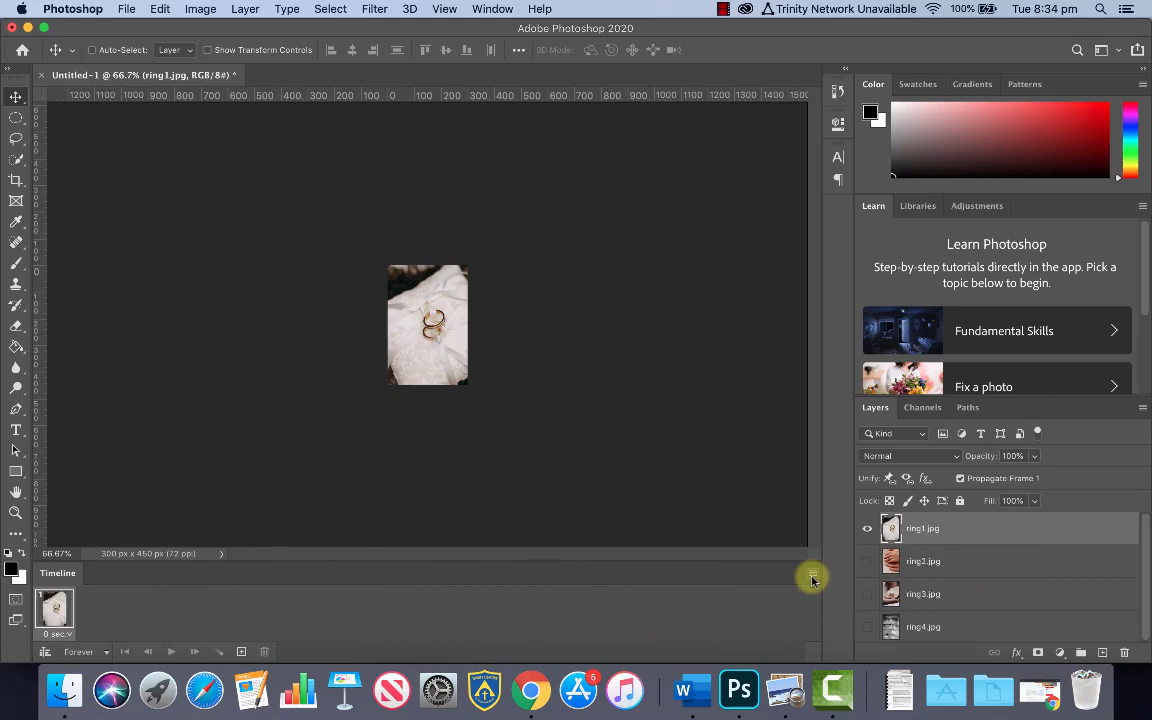 Photoshop File Edit Image Layer Type Select Filter 3D View Window Help Trinity Network Unavailable 100% Tue 8:34 pm
Adobe Photoshop 2020
Auto-Select: Layer Show Transform Controls 3D Mode:
Untitled-1 @ 66.7% (ring1.jpg, RGB/8#) *
1200 1100 1000 900 800 700 600 500 400 300 200 100 0 100 200 300 400 500 600 700 800 900 1000 1100 1200 1300 1400 1500
Color Swatches Gradients Patterns
Learn Libraries Adjustments
Learn Photoshop
Step-by-step tutorials directly in the app. Pick a
topic below to begin.
Fundamental Skills
Fix a photo
Layers Channels Paths
Kind
Normal Opacity: 100%
Unify: Propagate Frame 1
Lock: Fill: 100%
ring1.jpg
ring2.jpg
ring3.jpg
ring4.jpg
66.67% 300 px x 450 px (72 ppi)
Timeline
1
0 sec.
Forever
5
W
Ps
C